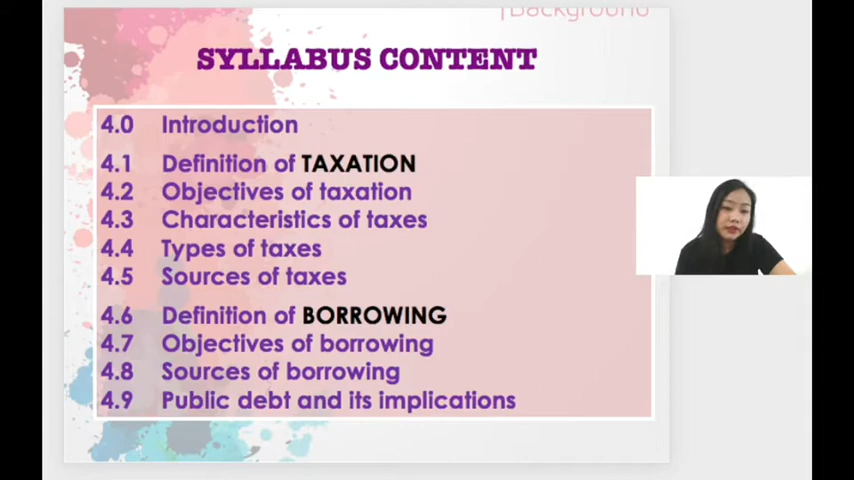 Background
SYLLABUS CONTENT
4.0 Introduction
4.1 Definition of TAXATION
4.2 Objectives of taxation
4.3 Characteristics of taxes
4.4 Types of taxes
4.5 Sources of taxes
4.6 Definition of BORROWING
4.7 Objectives of borrowing
4.8 Sources of borrowing
4.9 Public debt and its implications